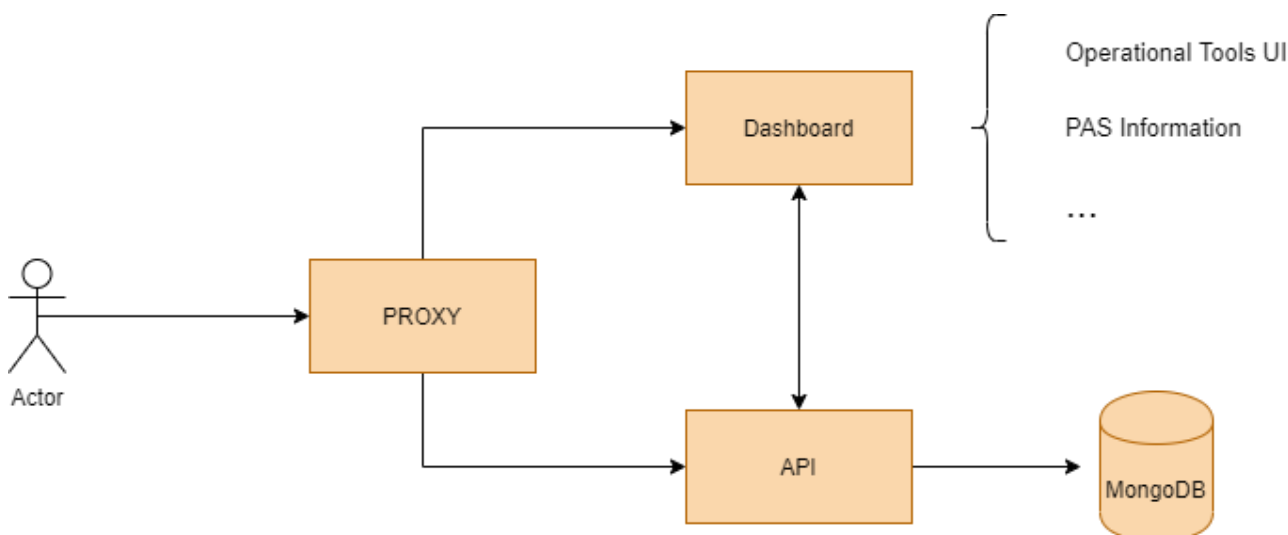 Operational Tools UI
Dashboard
PAS Information
...
PROXY
Actor
API
MongoDB